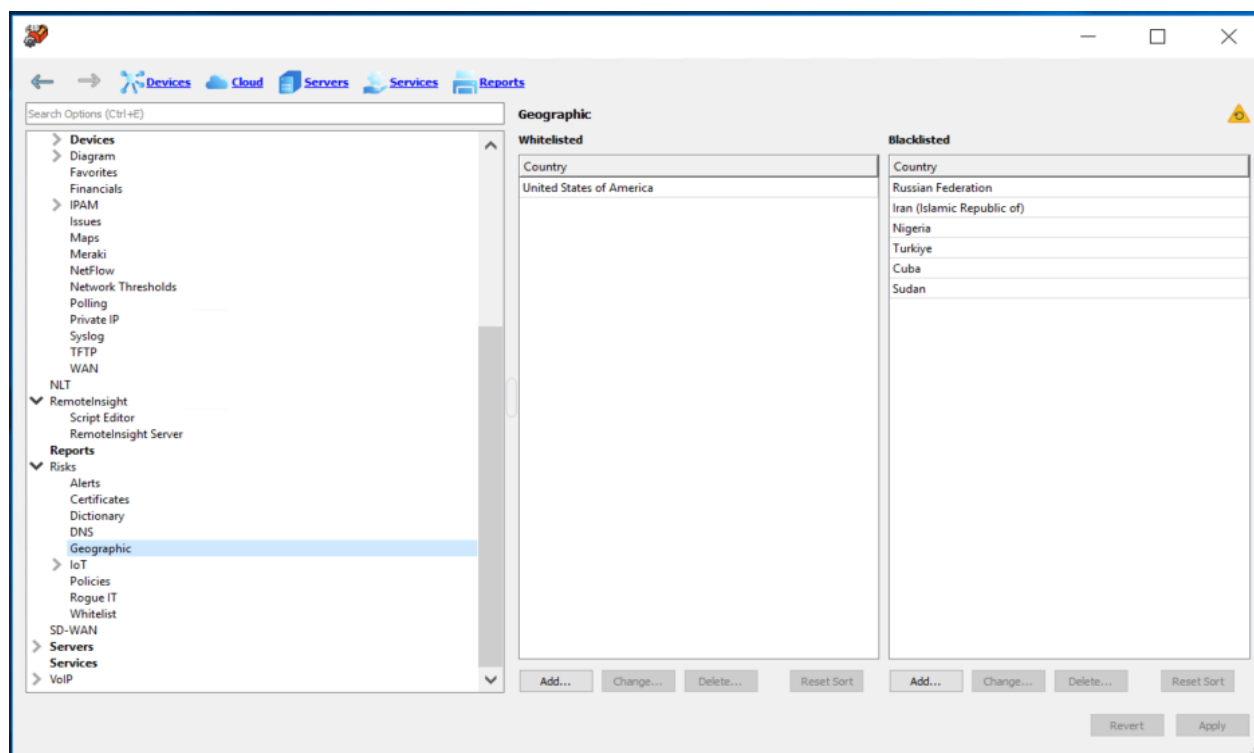 Devices Cloud Servers Services Reports
Search Options (Ctrl+E)
Devices
Diagram
Favorites
Financials
IPAM
Issues
Maps
Meraki
NetFlow
Network Thresholds
Polling
Private IP
Syslog
TFTP
WAN
NLT
RemoteInsight
Script Editor
RemoteInsight Server
Reports
Risks
Alerts
Certificates
Dictionary
DNS
Geographic
IoT
Policies
Rogue IT
Whitelist
SD-WAN
Servers
Services
VoIP
Geographic
Whitelisted
Country
United States of America
Add... Change... Delete... Reset Sort
Blacklisted
Country
Russian Federation
Iran (Islamic Republic of)
Nigeria
Turkiye
Cuba
Sudan
Add... Change... Delete... Reset Sort
Revert Apply